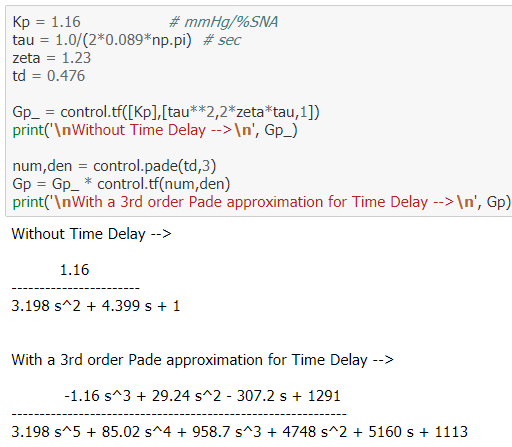 Kp = 1.16 # mmHg/%SNA
tau = 1.0/(2*0.089*np.pi) # sec
zeta = 1.23
td = 0.476
Gp_ = control.tf([Kp],[tau**2,2*zeta*tau,1])
print('\nWithout Time Delay -->\n', Gp_)
num,den = control.pade(td,3)
Gp = Gp_ * control.tf(num,den)
print('\nWith a 3rd order Pade approximation for Time Delay -->\n', Gp)
Without Time Delay -->
1.16
-----------------------
3.198 s^2 + 4.399 s + 1
With a 3rd order Pade approximation for Time Delay -->
-1.16 s^3 + 29.24 s^2 - 307.2 s + 1291
------------------------------------------------------------
3.198 s^5 + 85.02 s^4 + 958.7 s^3 + 4748 s^2 + 5160 s + 1113